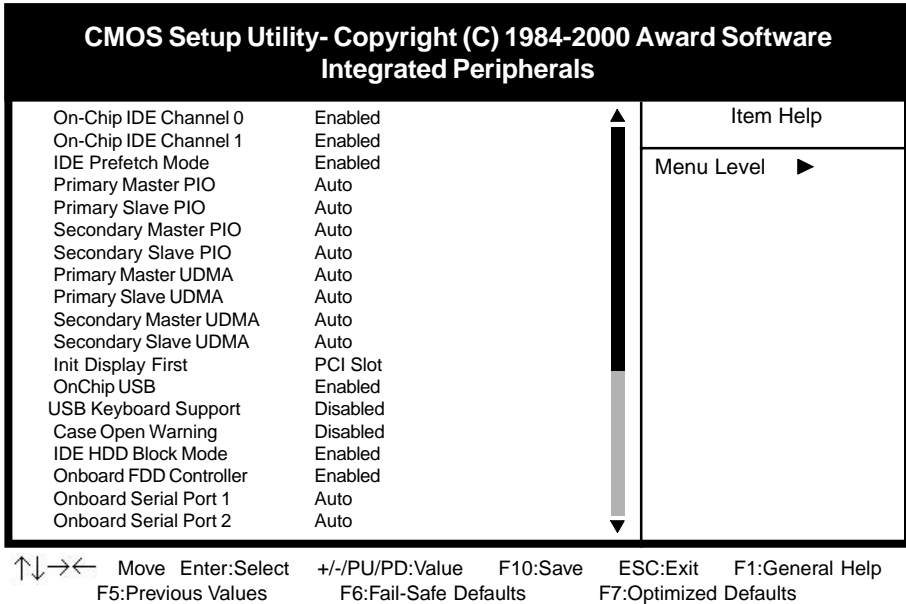 CMOS Setup Utility- Copyright (C) 1984-2000 Award Software
Integrated Peripherals
On-Chip IDE Channel 0 Enabled
On-Chip IDE Channel 1 Enabled
IDE Prefetch Mode Enabled
Primary Master PIO Auto
Primary Slave PIO Auto
Secondary Master PIO Auto
Secondary Slave PIO Auto
Primary Master UDMA Auto
Primary Slave UDMA Auto
Secondary Master UDMA Auto
Secondary Slave UDMA Auto
Init Display First PCI Slot
OnChip USB Enabled
USB Keyboard Support Disabled
Case Open Warning Disabled
IDE HDD Block Mode Enabled
Onboard FDD Controller Enabled
Onboard Serial Port 1 Auto
Onboard Serial Port 2 Auto
Item Help
Menu Level ▶
↑↓→← Move Enter:Select +/-/PU/PD:Value F10:Save ESC:Exit F1:General Help
F5:Previous Values F6:Fail-Safe Defaults F7:Optimized Defaults